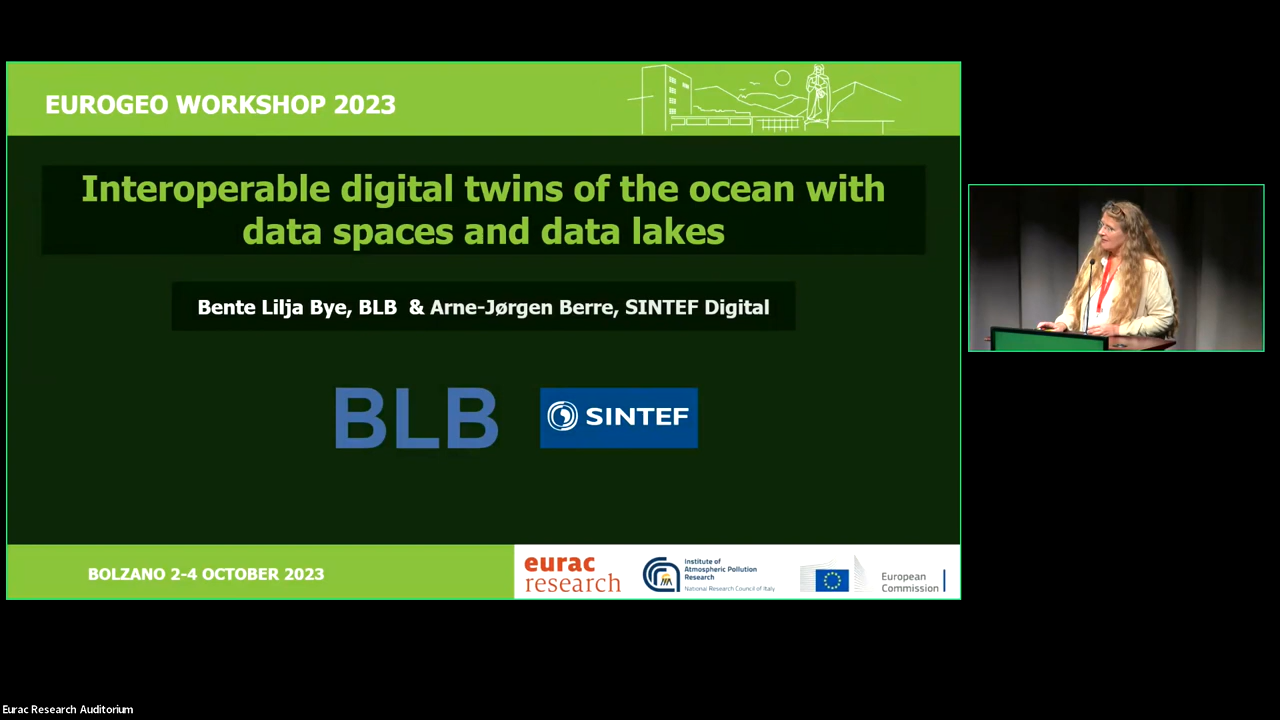 EUROGEO WORKSHOP 2023
Interoperable digital twins of the ocean with
data spaces and data lakes
Bente Lilja Bye, BLB & Arne-Jørgen Berre, SINTEF Digital
BLB
SINTEF
BOLZANO 2-4 OCTOBER 2023
eurac
research
Institute of
Atmospheric Pollution
Research
National Research Council of Italy
European
Commission
Eurac Research Auditorium